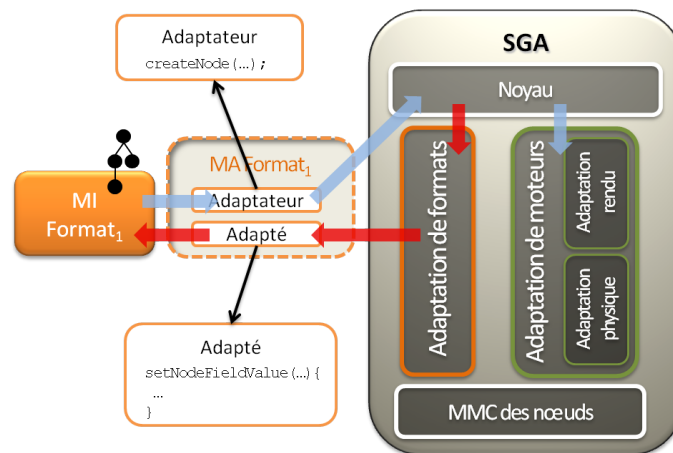 Adaptateur
createNode(…);
SGA
Noyau
MA Format1
MI
Format1
Adaptateur
Adapté
Adaptation de formats
Adaptation de moteurs
Adaptation
rendu
Adaptation
physique
Adapté
setNodeFieldValue(…){
…
}
MMC des nœuds